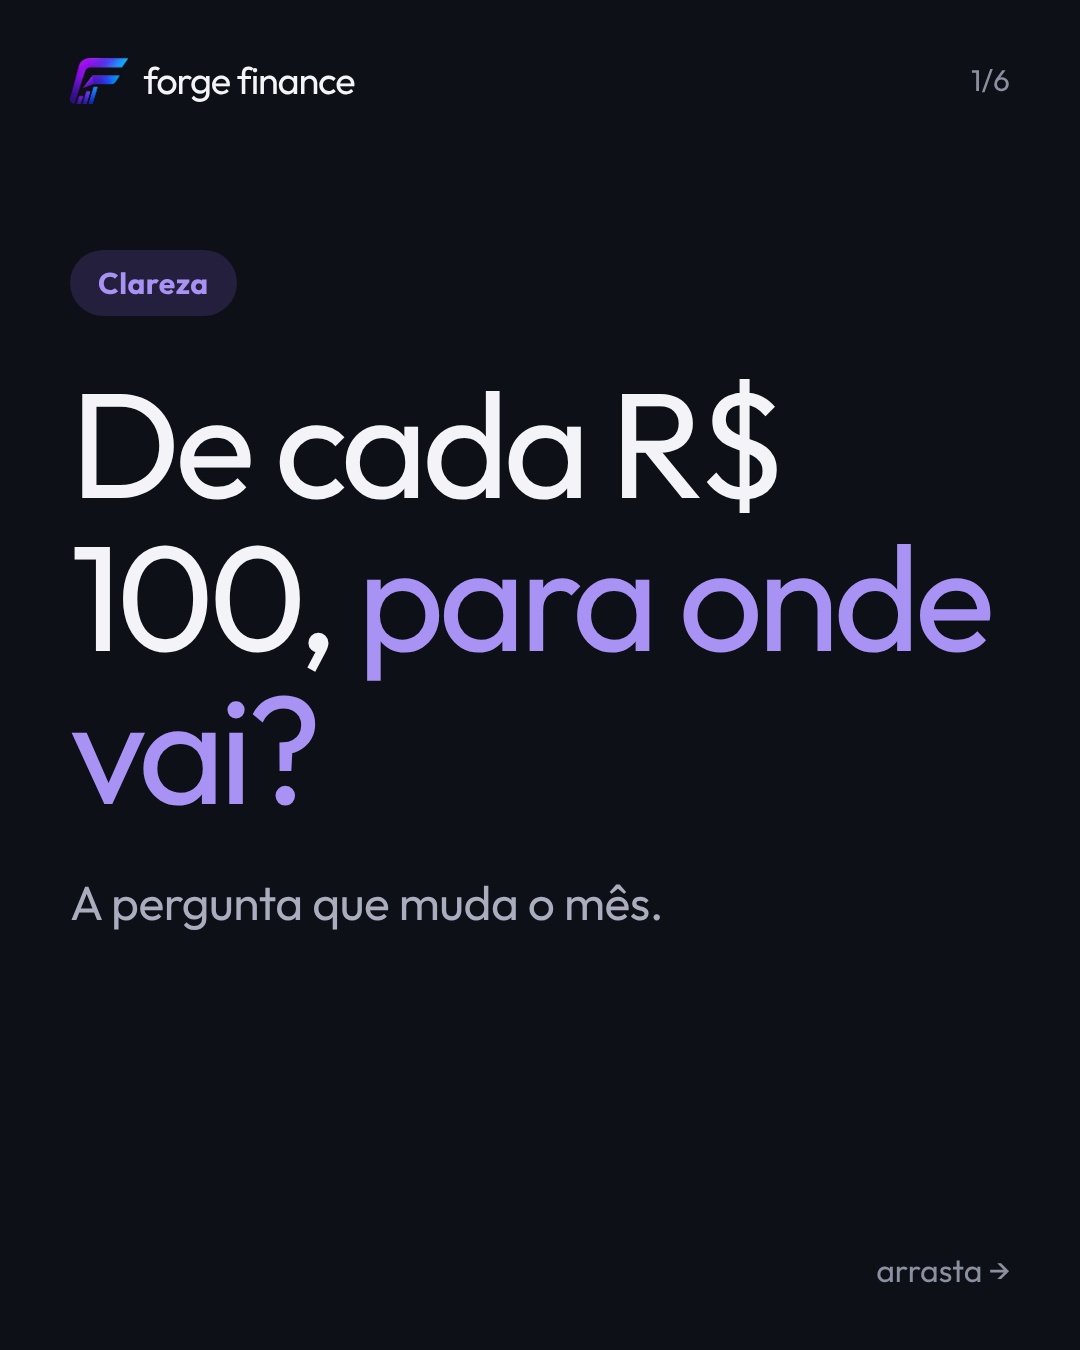 forge finance
1/6
Clareza
De cada R$
100, para onde
vai?
A pergunta que muda o mês.
arrasta →